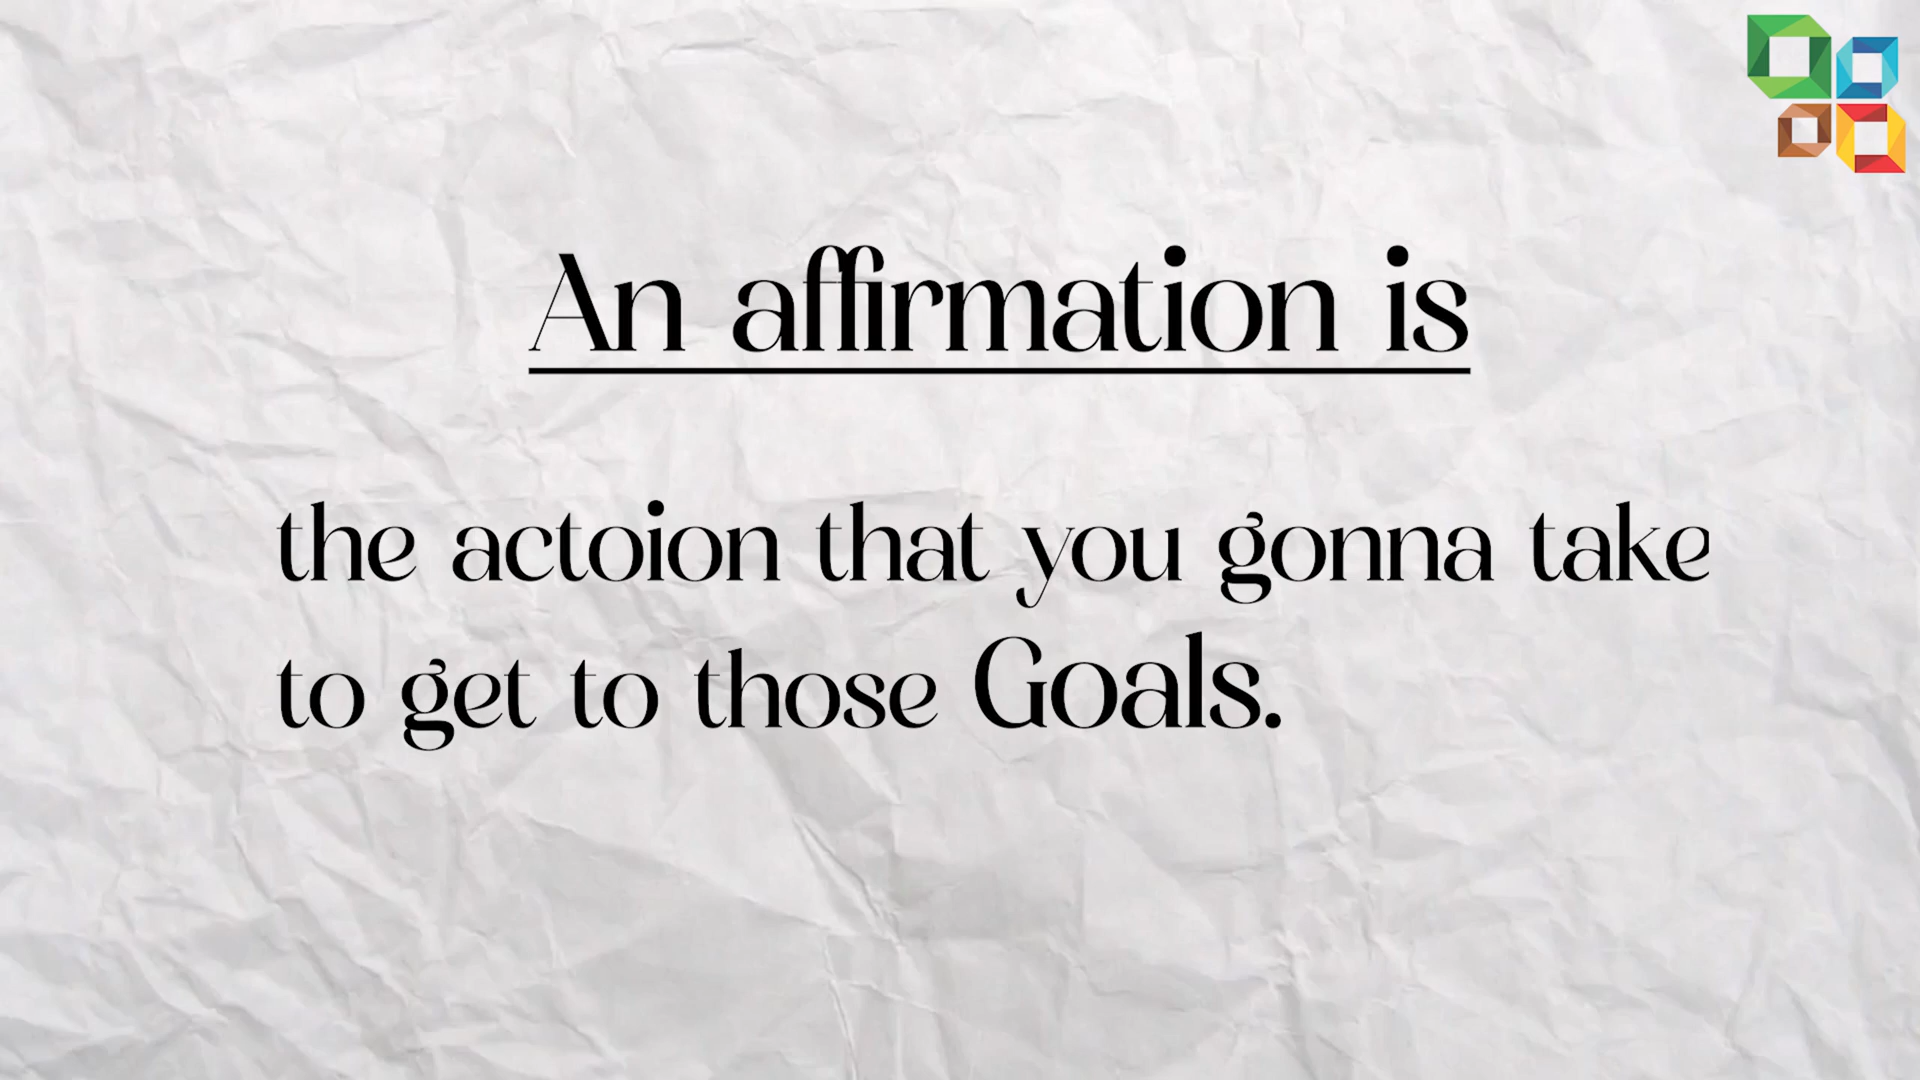 An affirmation is
the actoion that you gonna take
to get to those Goals.